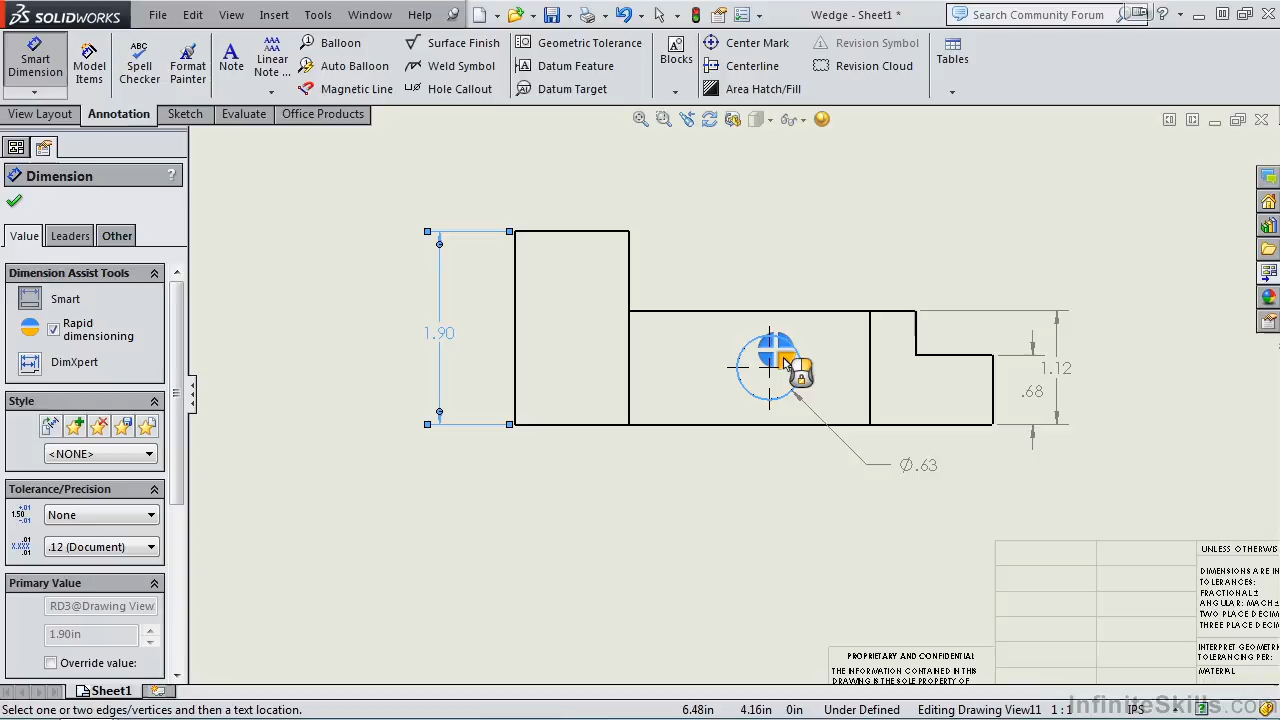 SOLIDWORKS File Edit View Insert Tools Window Help Wedge - Sheet1 * Search Community Forum
Smart Dimension
Model Items
Spell Checker
Format Painter
Note
Linear Note ...
Balloon
Auto Balloon
Magnetic Line
Surface Finish
Weld Symbol
Hole Callout
Geometric Tolerance
Datum Feature
Datum Target
Blocks
Center Mark
Centerline
Area Hatch/Fill
Revision Symbol
Revision Cloud
Tables
View Layout Annotation Sketch Evaluate Office Products
Dimension ?
Value Leaders Other
Dimension Assist Tools
Smart
Rapid
dimensioning
DimXpert
Style
<NONE>
Tolerance/Precision
None
.12 (Document)
Primary Value
RD3@Drawing View
1.90in
Override value:
1.90
1.12
.68
Ø.63
UNLESS OTHERWIS
DIMENSIONS ARE IN
TOLERANCES:
FRACTIONAL ±
ANGULAR: MACH ±
TWO PLACE DECIM
THREE PLACE DECI
INTERPRET GEOMET
TOLERANCING PER:
MATERIAL
PROPRIETARY AND CONFIDENTIAL
THE INFORMATION CONTAINED IN THIS
DRAWING IS THE SOLE PROPERTY OF
Sheet1
InfiniteSkills.com
Select one or two edges/vertices and then a text location. 6.48in 4.16in 0in Under Defined Editing Drawing View11 1 : 1 IPS